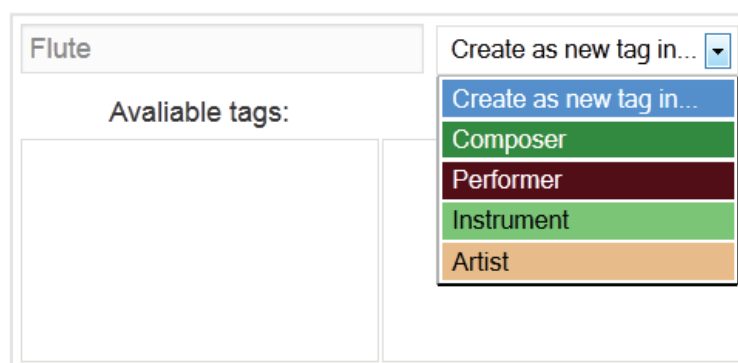 Flute
Create as new tag in...
Create as new tag in...
Avaliable tags:
Composer
Performer
Instrument
Artist